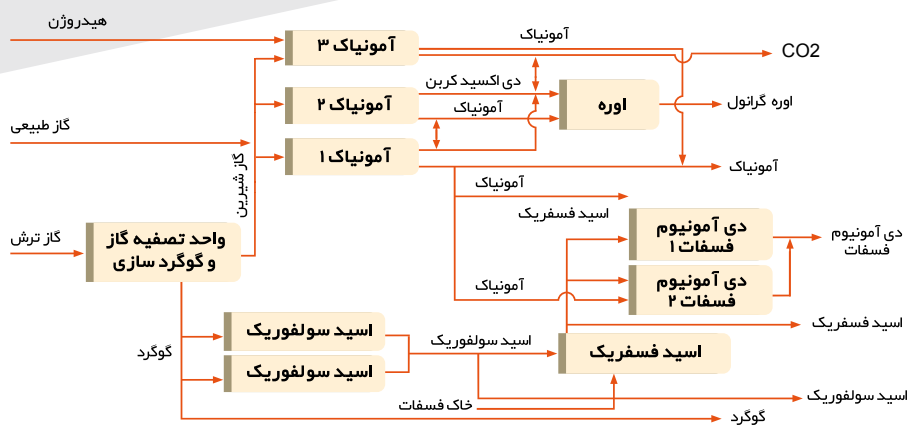 هیدروژن
آمونیاک ۳
آمونیاک
CO2
دی اکسید کربن
آمونیاک ۲
آمونیاک
اوره
اوره گرانول
گاز طبیعی
گاز شیرین
آمونیاک ۱
آمونیاک
آمونیاک
اسید فسفریک
گاز ترش
واحد تصفیه گاز
و گوگرد سازی
دی آمونیوم
فسفات ۱
دی آمونیوم
فسفات
آمونیاک
دی آمونیوم
فسفات ۲
اسید سولفوریک
اسید سولفوریک
گوگرد
اسید سولفوریک
اسید فسفریک
اسید فسفریک
خاک فسفات
اسید سولفوریک
گوگرد